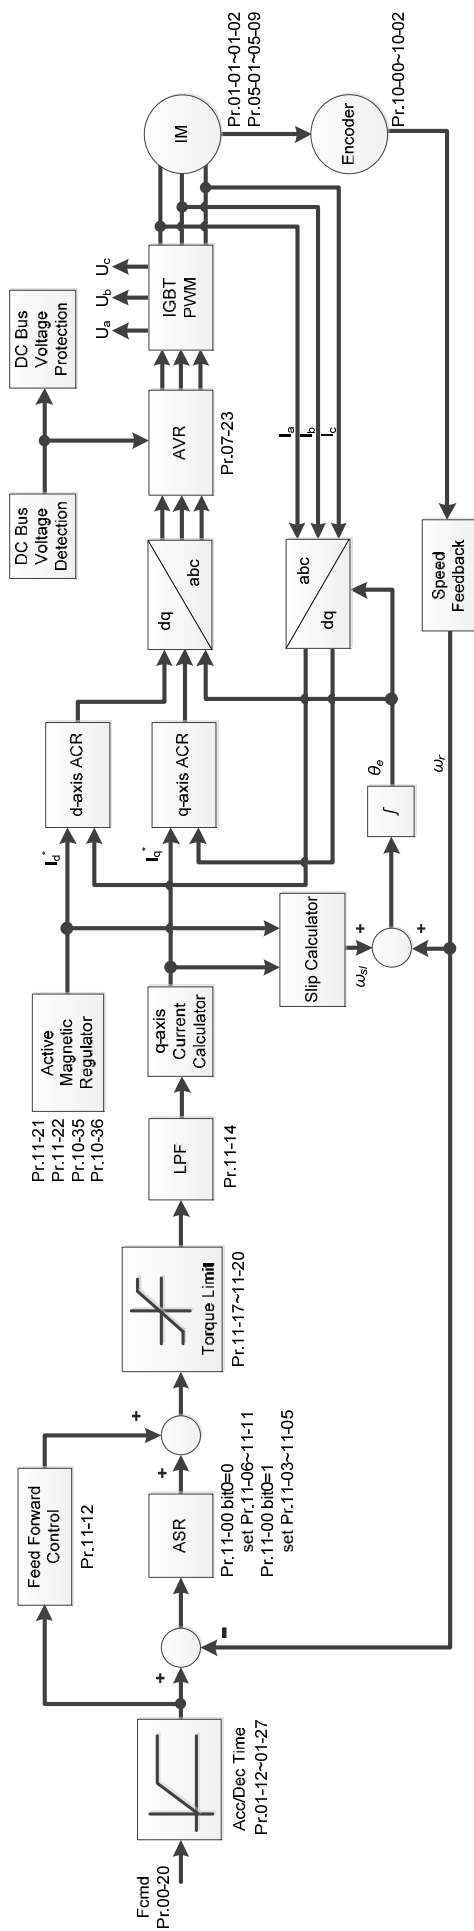 Fcmd
Pr.00-20
Acc/Dec Time
Pr.01-12~01-27
Feed Forward
Control
Pr.11-12
+
-
ASR
Pr.11-00 bit0=0
set Pr.11-06~11-11
Pr.11-00 bit0=1
set Pr.11-03~11-05
+
+
Torque Limit
Pr.11-17~11-20
LPF
Pr.11-14
q-axis
Current
Calculator
Pr.11-21
Pr.11-22
Pr.10-35
Pr.10-36
Active
Magnetic
Regulator
Slip Calculator
ωsl
+
+
Id*
Iq*
d-axis ACR
q-axis ACR
∫
θe
ωr
dq
abc
abc
dq
DC Bus
Voltage
Detection
DC Bus
Voltage
Protection
AVR
Pr.07-23
Ua
Ub
Uc
IGBT
PWM
Ia
Ib
Ic
IM
Pr.01-01~01-02
Pr.05-01~05-09
Encoder
Pr.10-00~10-02
Speed
Feedback